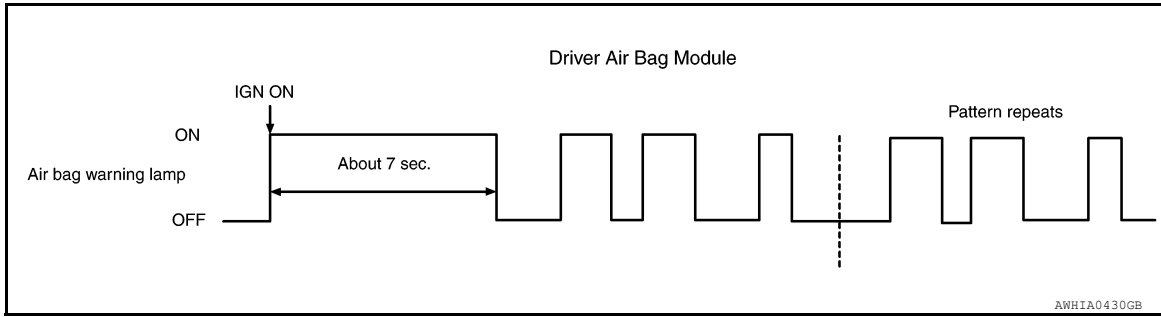 Driver Air Bag Module
IGN ON
Pattern repeats
ON
About 7 sec.
Air bag warning lamp
OFF
AWHIA0430GB